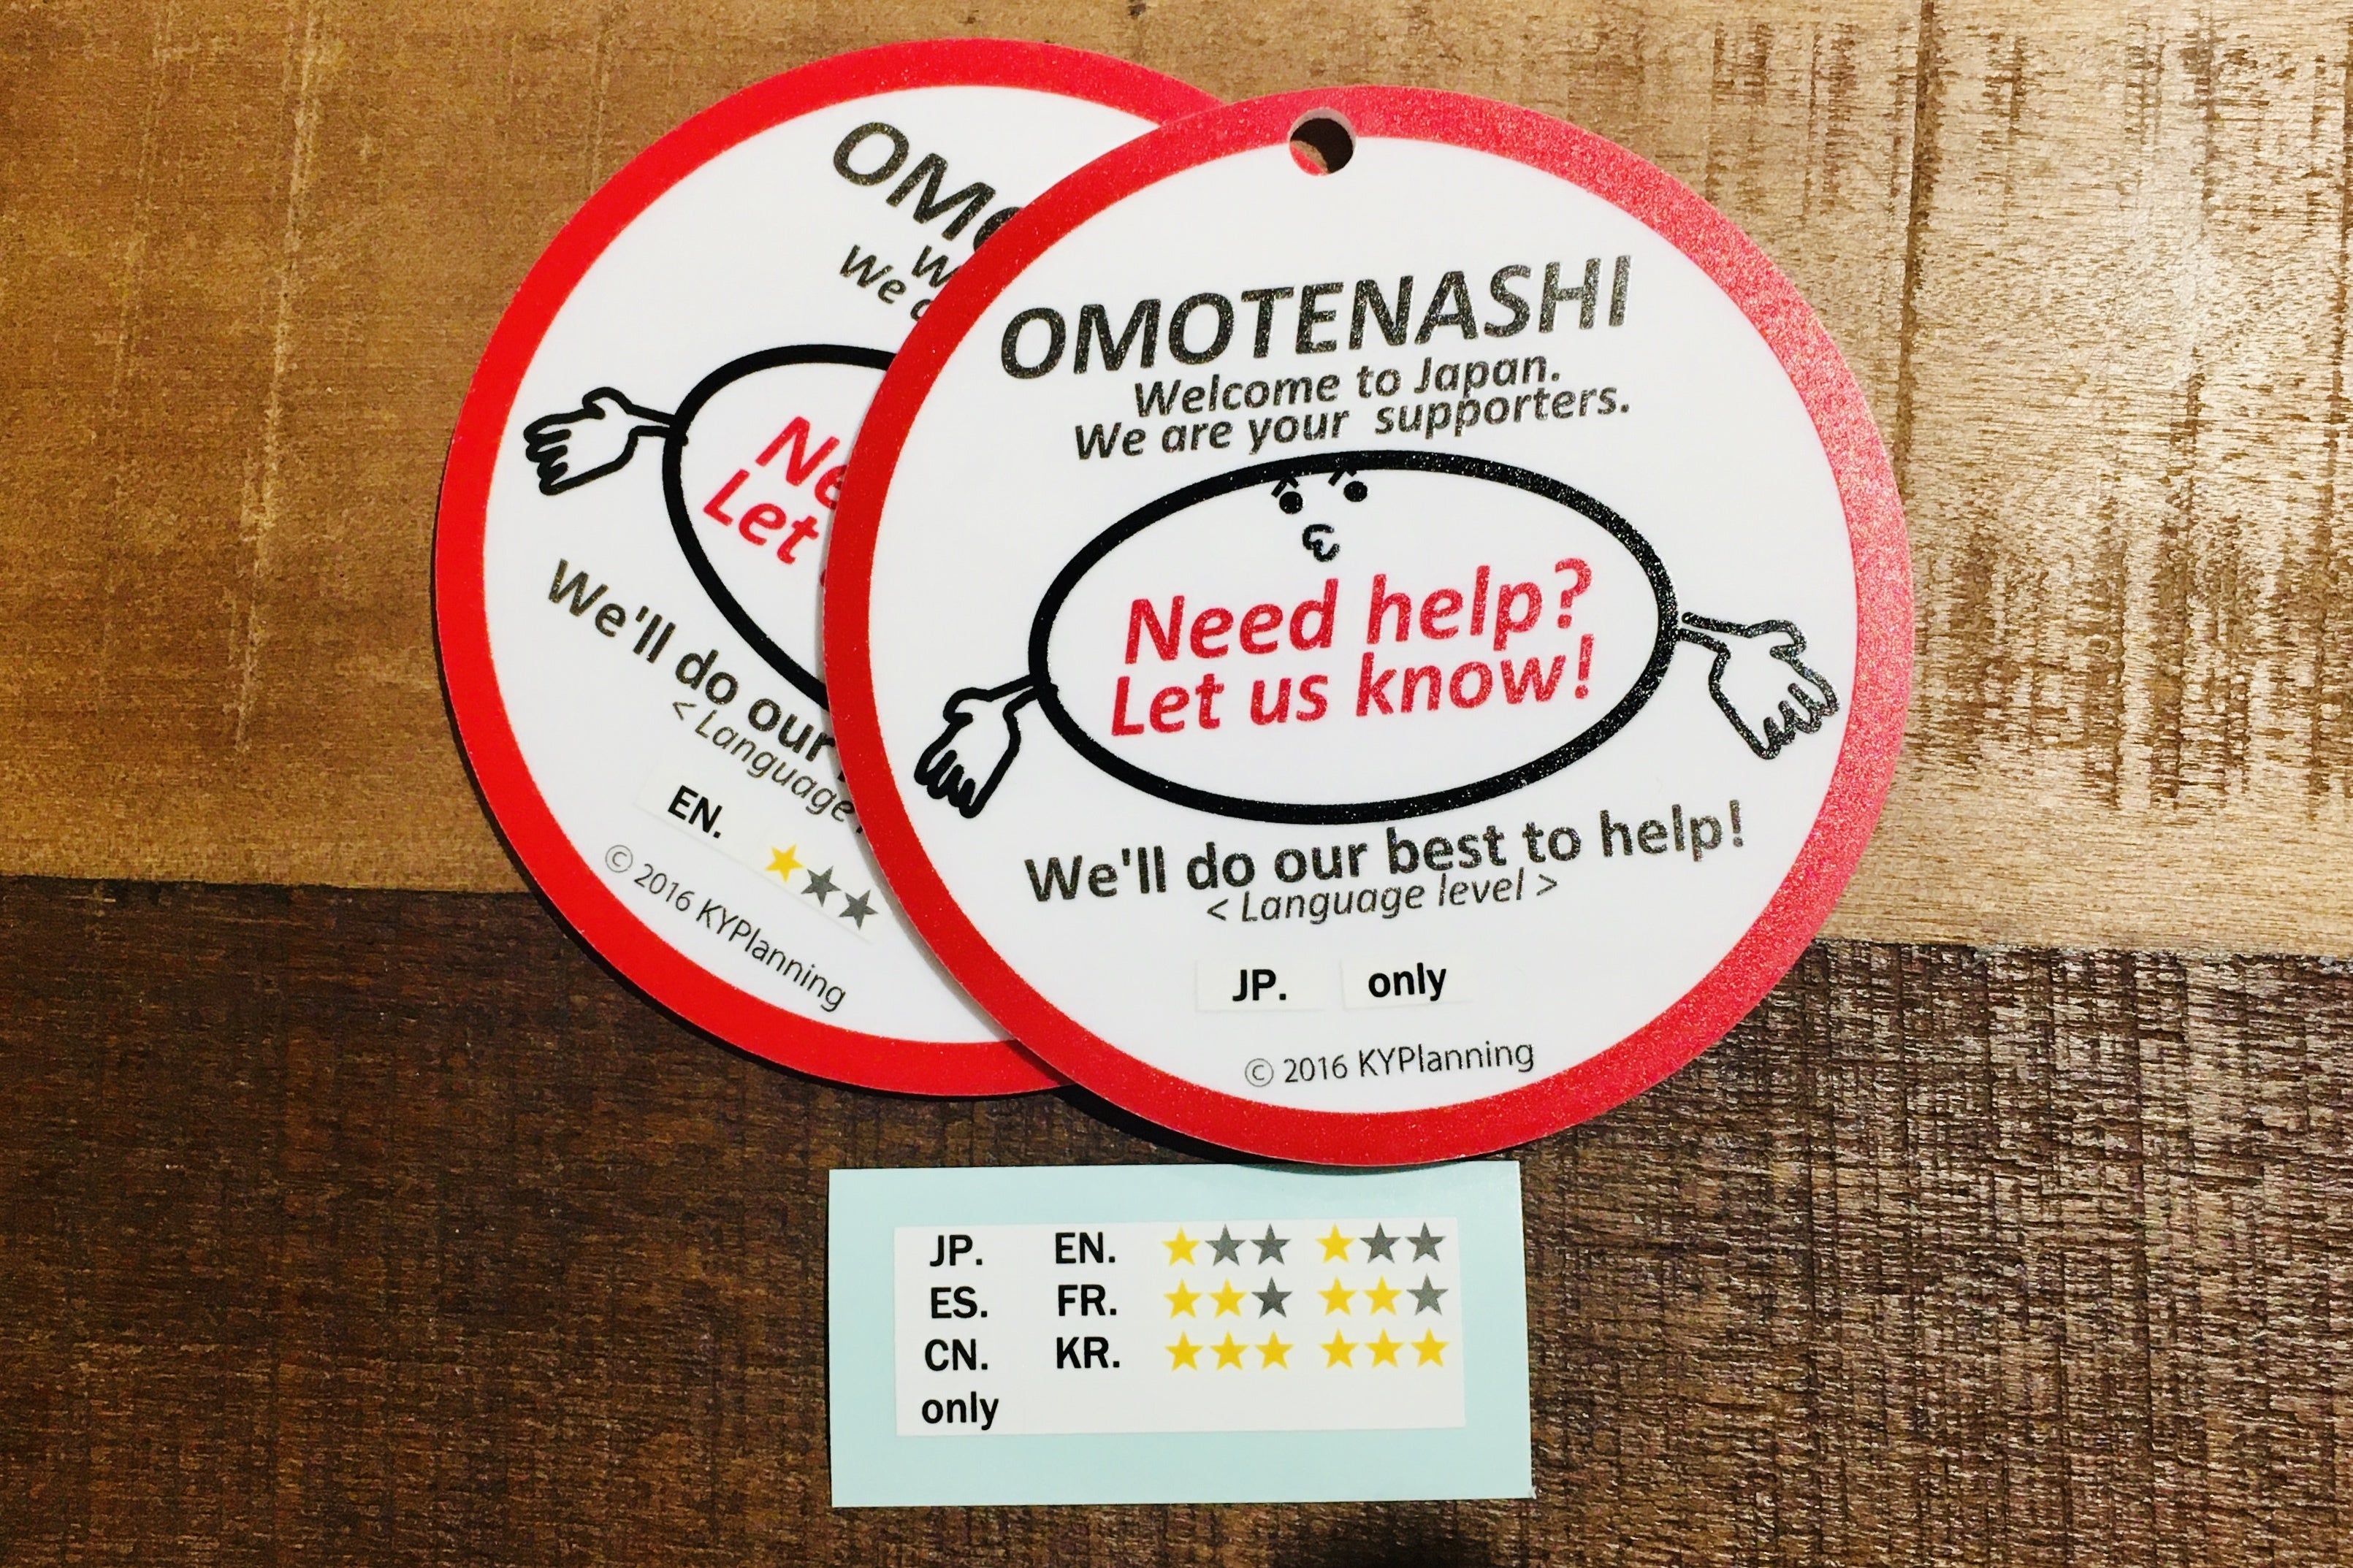 OMO
W
We a
Ne
Let
We'll do our
< Language
EN. ★★★
© 2016 KYPlanning
OMOTENASHI
Welcome to Japan.
We are your supporters.
Need help?
Let us know!
We'll do our best to help!
< Language level >
JP. only
© 2016 KYPlanning
JP. EN. ★★★ ★★★
ES. FR. ★★★ ★★★
CN. KR. ★★★ ★★★
only